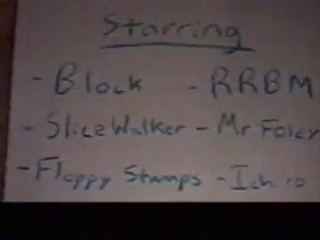 Starring
- Block - RRBM
- SliceWalker - Mr Foley
- Floppy Stamps - Ichiro